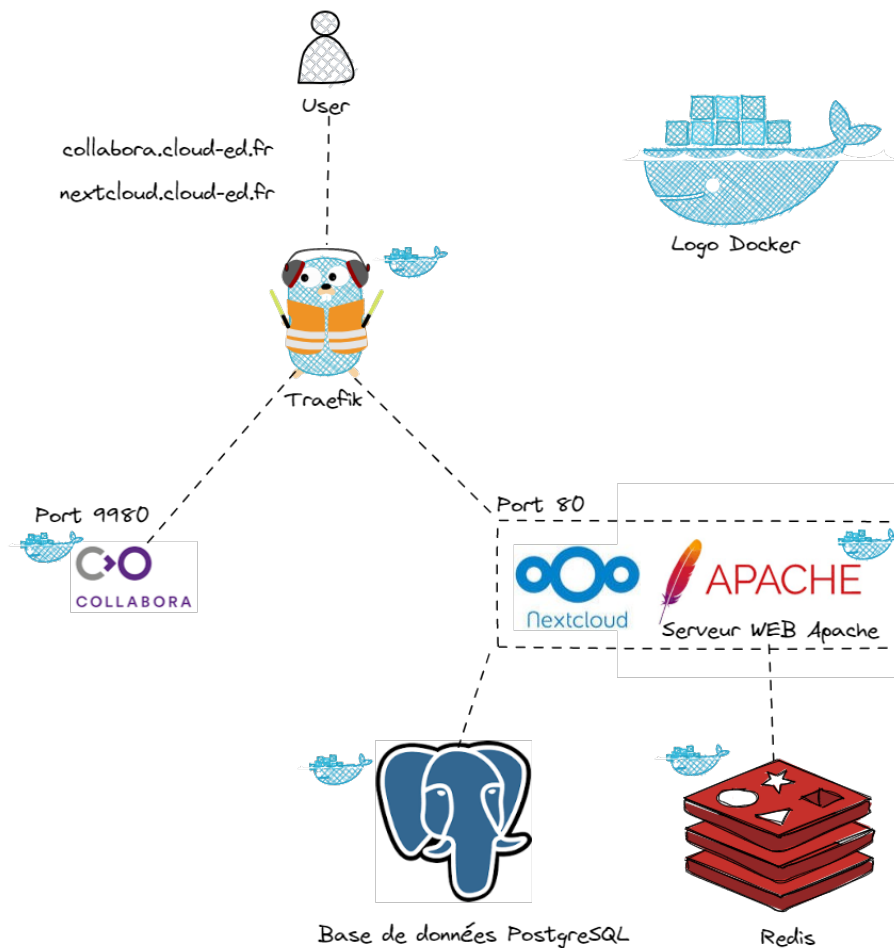 User
collabora.cloud-ed.fr
nextcloud.cloud-ed.fr
Logo Docker
Traefik
Port 9980
Port 80
COLLABORA
Nextcloud
APACHE
Serveur WEB Apache
Base de données PostgreSQL
Redis